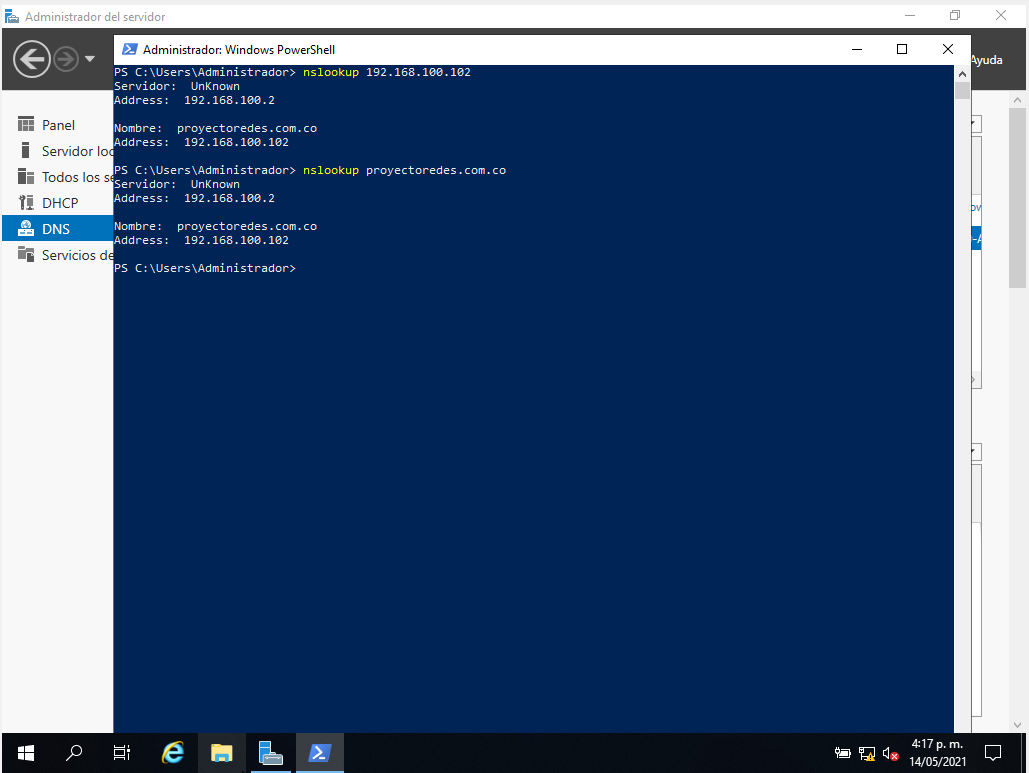 Administrador del servidor
Administrador: Windows PowerShell
Ayuda
PS C:\Users\Administrador> nslookup 192.168.100.102
Servidor:  UnKnown
Address:  192.168.100.2
Nombre:  proyectoredes.com.co
Address:  192.168.100.102
PS C:\Users\Administrador> nslookup proyectoredes.com.co
Servidor:  UnKnown
Address:  192.168.100.2
Nombre:  proyectoredes.com.co
Address:  192.168.100.102
PS C:\Users\Administrador>
Panel
Servidor loc
Todos los se
DHCP
DNS
Servicios de
4:17 p. m.
14/05/2021